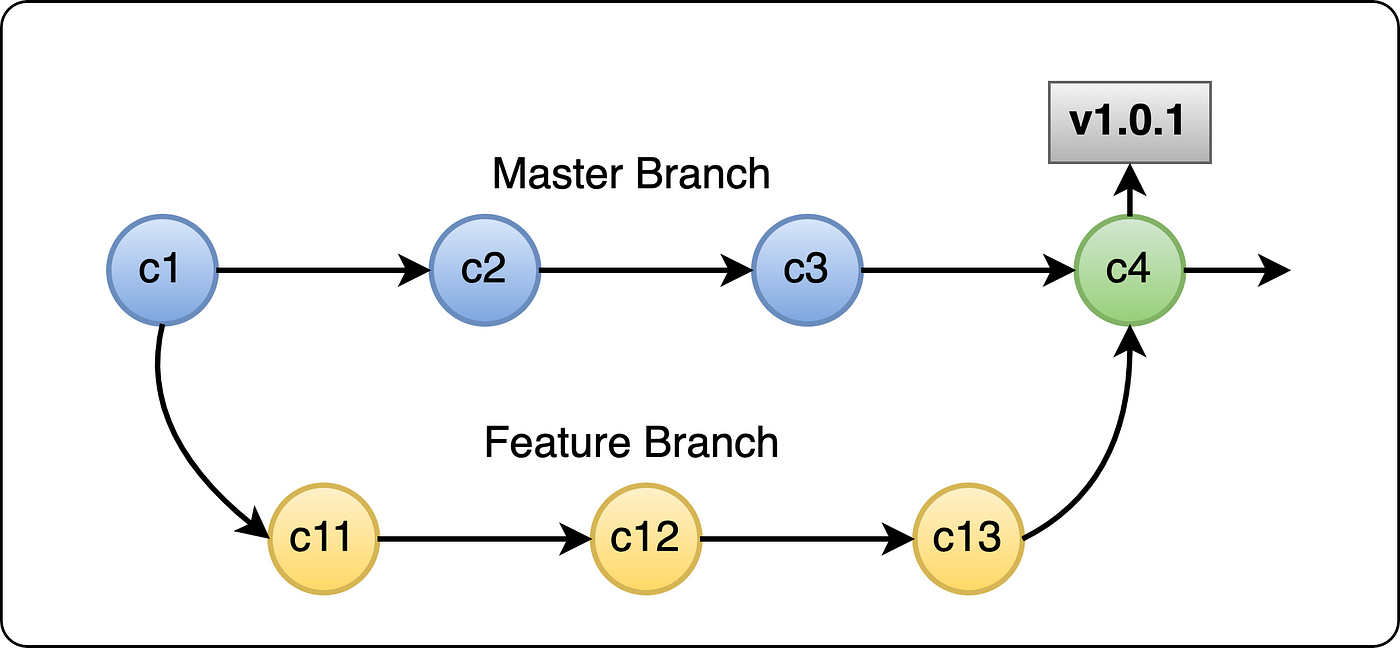 v1.0.1
Master Branch
c1
c2
c3
c4
Feature Branch
c11
c12
c13